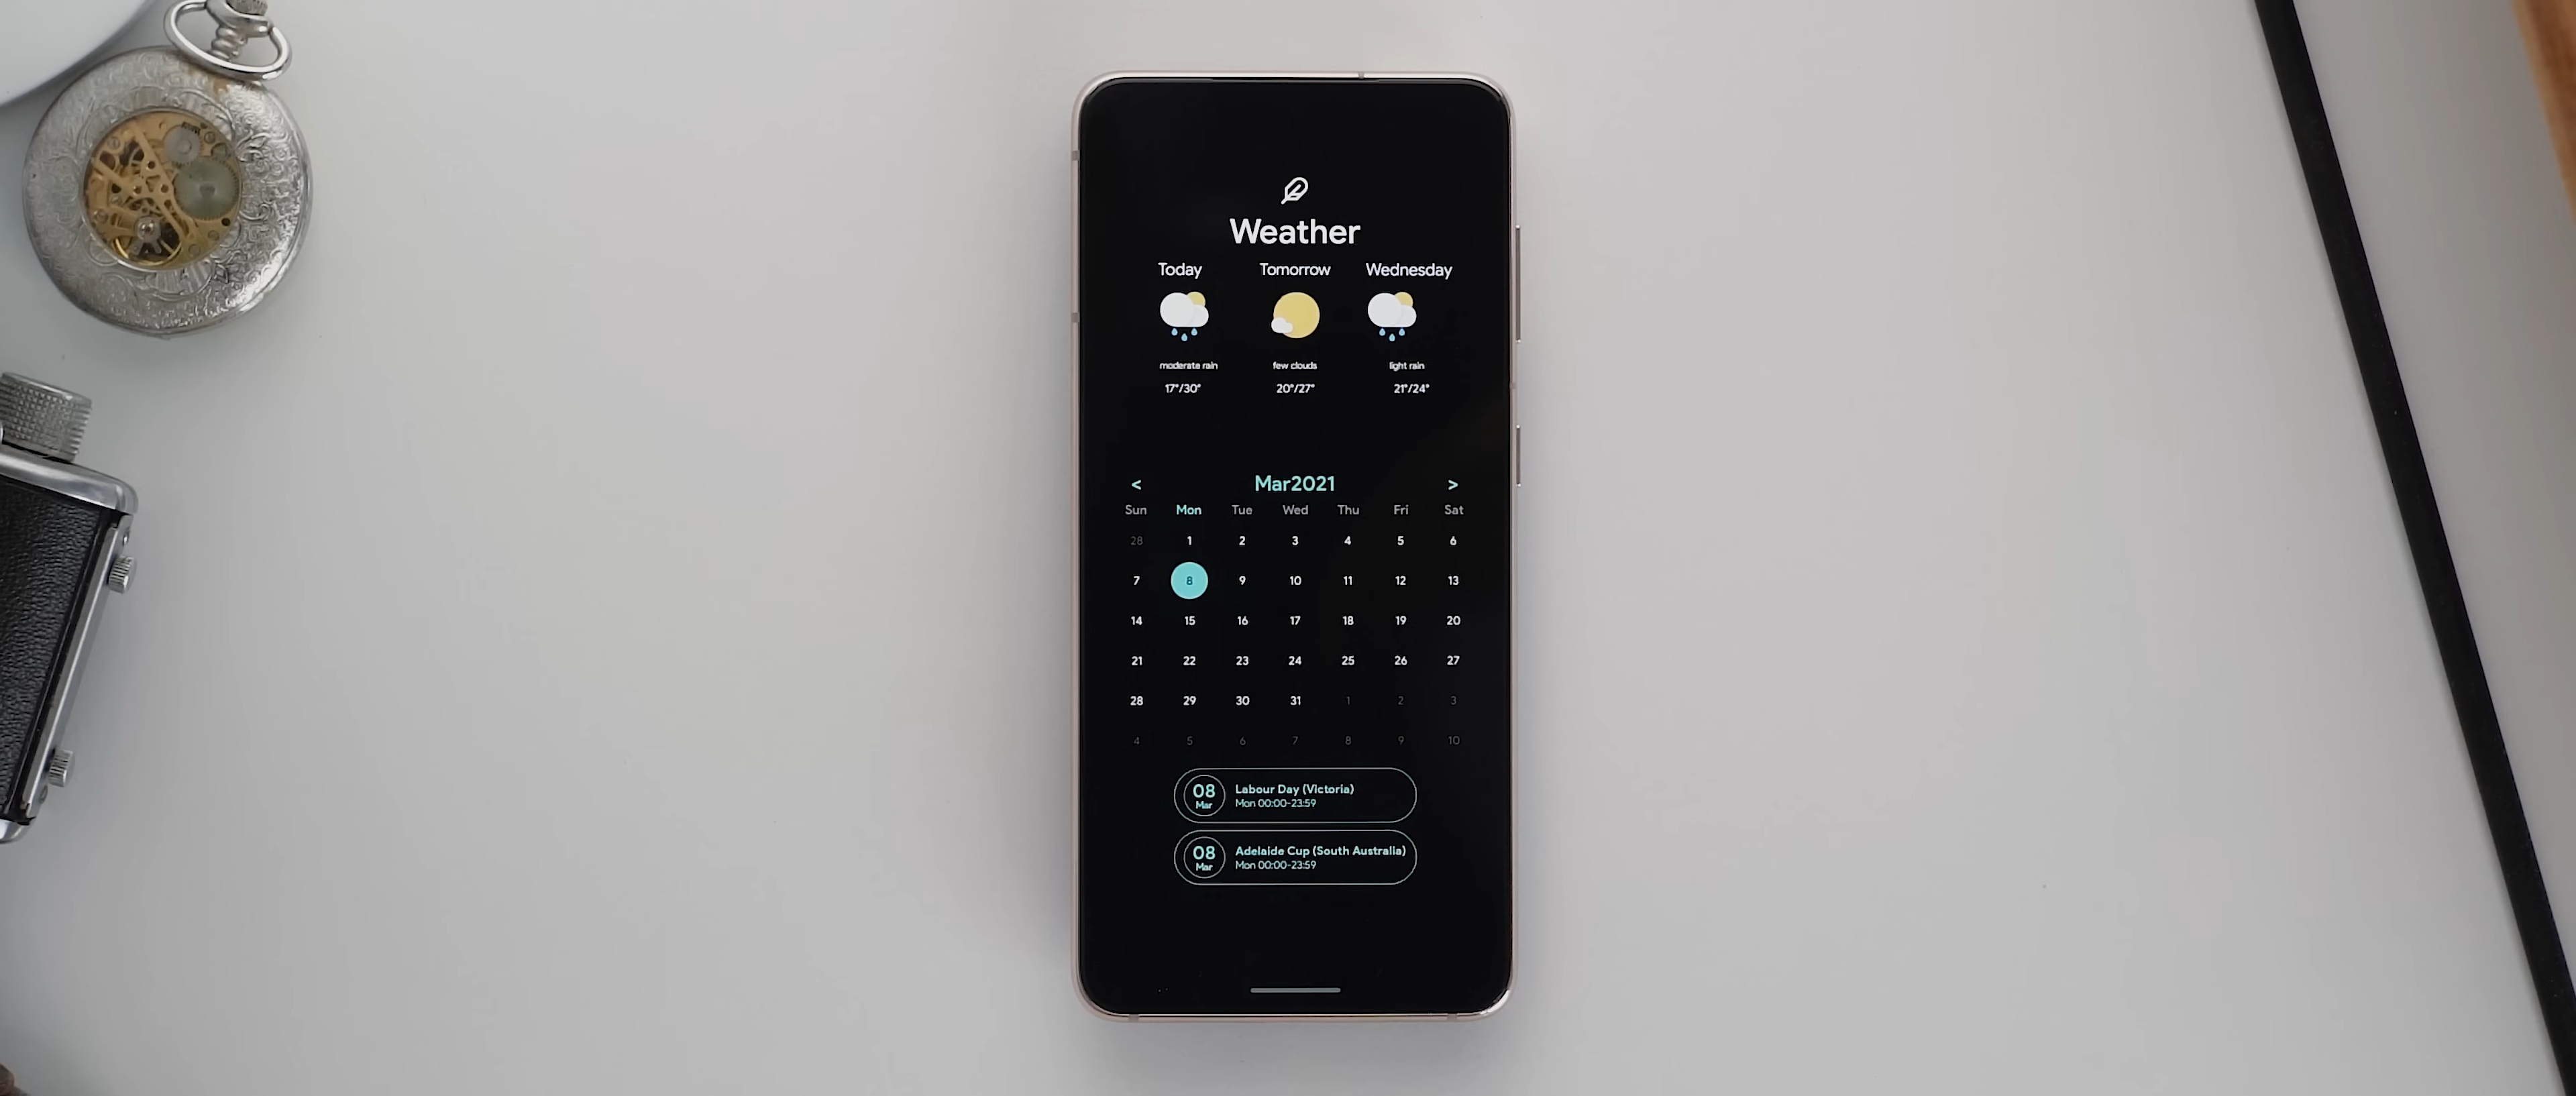 Weather
Today Tomorrow Wednesday
moderate rain few clouds light rain
17°/30° 20°/27° 21°/24°
< Mar2021 >
Sun Mon Tue Wed Thu Fri Sat
28 1 2 3 4 5 6
7 8 9 10 11 12 13
14 15 16 17 18 19 20
21 22 23 24 25 26 27
28 29 30 31 1 2 3
4 5 6 7 8 9 10
08 Labour Day (Victoria)
Mar Mon 00:00-23:59
08 Adelaide Cup (South Australia)
Mar Mon 00:00-23:59